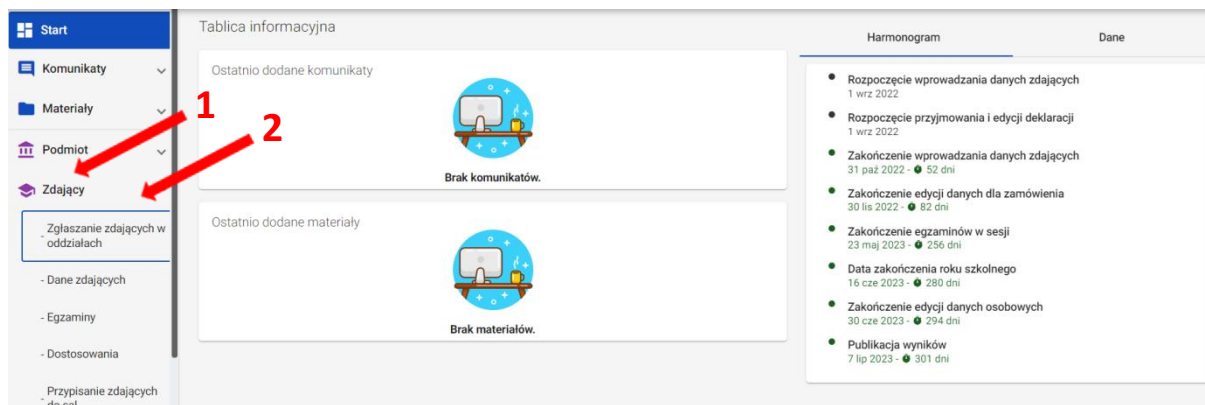 Start
Komunikaty
Materiały
Podmiot
Zdający
- Zgłaszanie zdających w
oddziałach
- Dane zdających
- Egzaminy
- Dostosowania
- Przypisanie zdających
do sal
1
2
Tablica informacyjna
Ostatnio dodane komunikaty
Brak komunikatów.
Ostatnio dodane materiały
Brak materiałów.
Harmonogram Dane
Rozpoczęcie wprowadzania danych zdających
1 wrz 2022
Rozpoczęcie przyjmowania i edycji deklaracji
1 wrz 2022
Zakończenie wprowadzania danych zdających
31 paź 2022 - 52 dni
Zakończenie edycji danych dla zamówienia
30 lis 2022 - 82 dni
Zakończenie egzaminów w sesji
23 maj 2023 - 256 dni
Data zakończenia roku szkolnego
16 cze 2023 - 280 dni
Zakończenie edycji danych osobowych
30 cze 2023 - 294 dni
Publikacja wyników
7 lip 2023 - 301 dni